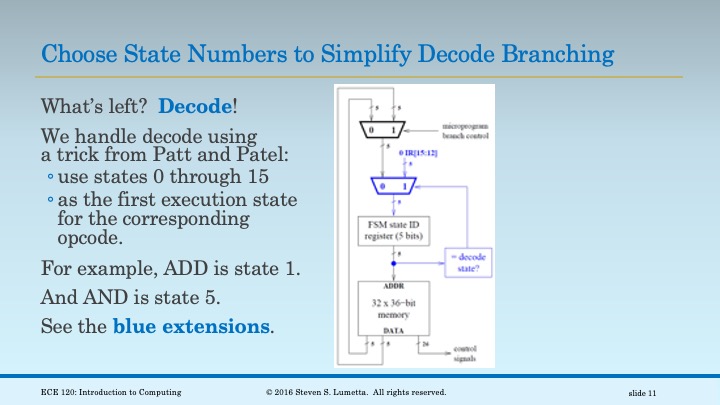 Choose State Numbers to Simplify Decode Branching
What's left?  Decode!
We handle decode using
a trick from Patt and Patel:
◦ use states 0 through 15
◦ as the first execution state
for the corresponding
opcode.
For example, ADD is state 1.
And AND is state 5.
See the blue extensions.
5
5
0 1
microprogram
branch control
5
0 IR[15:12]
5
0 1
5
FSM state ID
register (5 bits)
5
= decode
state?
ADDR
32 x 36-bit
memory
DATA
5 5 26
control
signals
ECE 120: Introduction to Computing
© 2016 Steven S. Lumetta.  All rights reserved.
slide 11